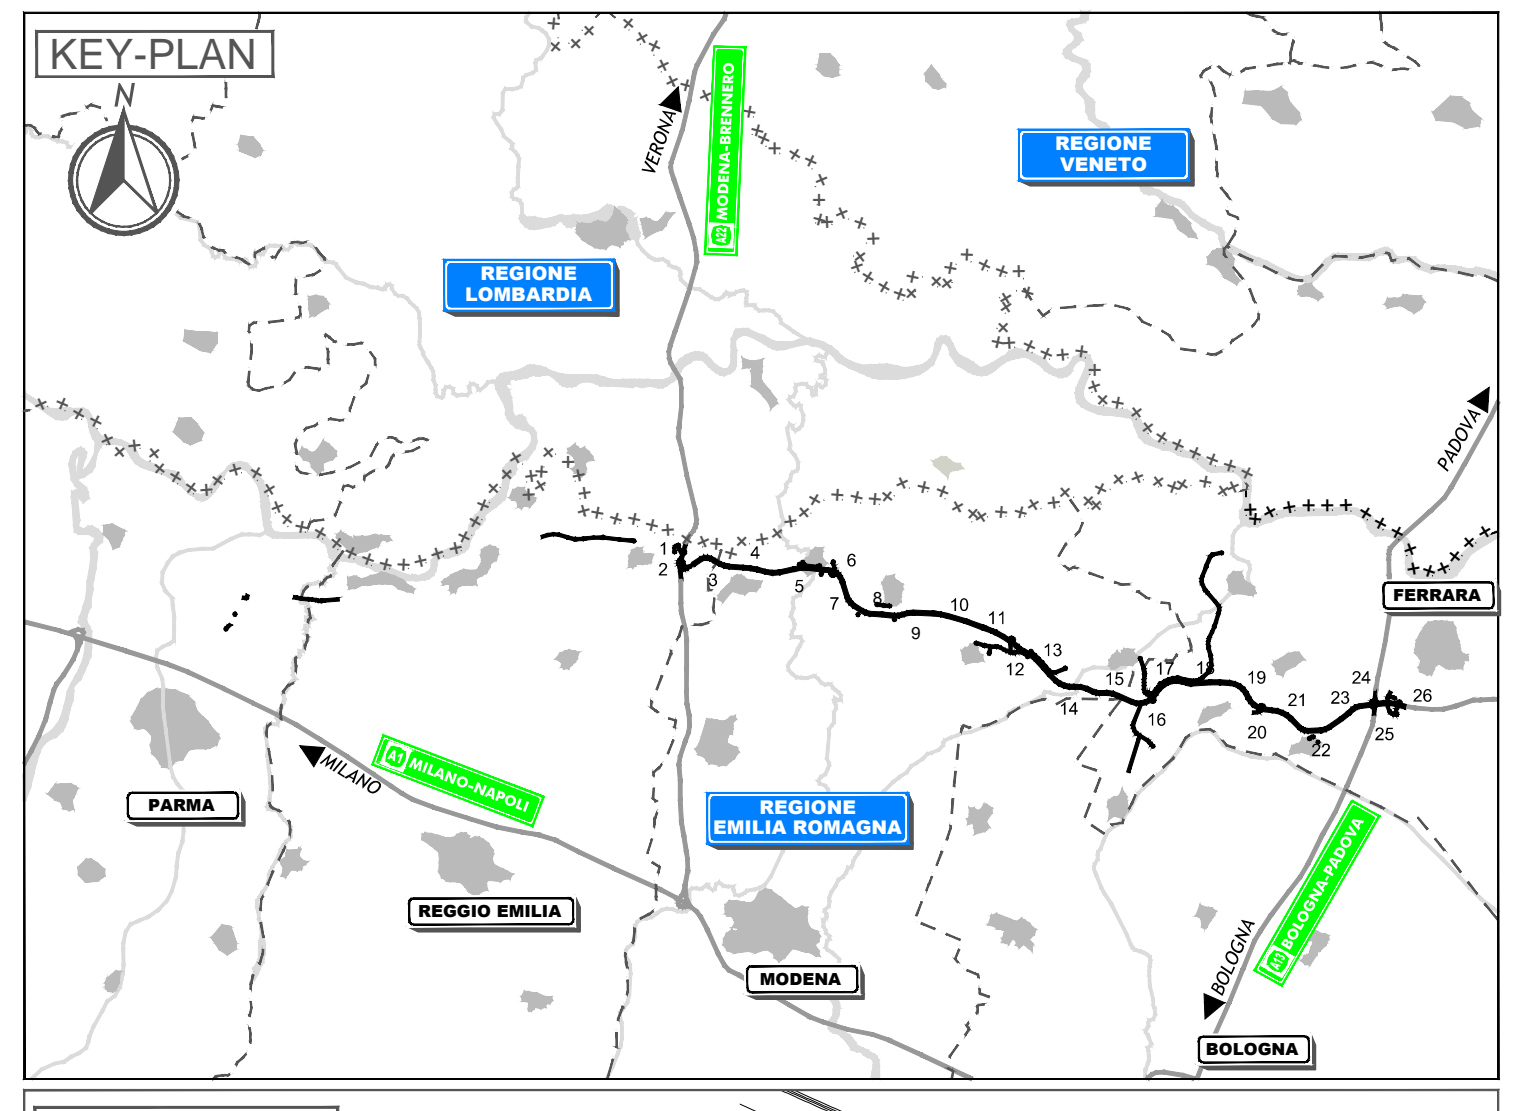 KEY-PLAN
N
VERONA
A22 MODENA-BRENNERO
REGIONE
VENETO
REGIONE
LOMBARDIA
PADOVA
1
2
3
4
5
6
7
8
9
10
11
12
13
14
15
16
17
18
19
20
21
22
23
24
25
26
FERRARA
MILANO
A1 MILANO-NAPOLI
PARMA
REGIONE
EMILIA ROMAGNA
REGGIO EMILIA
A13 BOLOGNA-PADOVA
BOLOGNA
MODENA
BOLOGNA